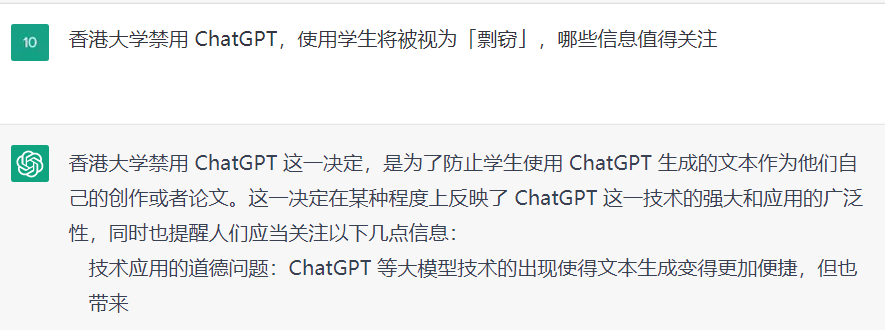 10
香港大学禁用 ChatGPT，使用学生将被视为「剽窃」，哪些信息值得关注
香港大学禁用 ChatGPT 这一决定，是为了防止学生使用 ChatGPT 生成的文本作为他们自
己的创作或者论文。这一决定在某种程度上反映了 ChatGPT 这一技术的强大和应用的广泛
性，同时也提醒人们应当关注以下几点信息：
技术应用的道德问题：ChatGPT 等大模型技术的出现使得文本生成变得更加便捷，但也
带来